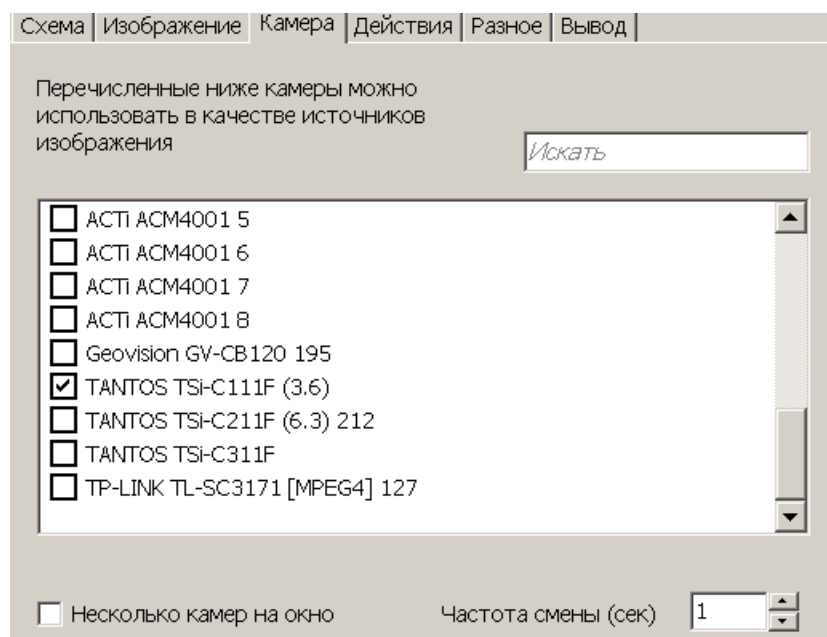 Схема Изображение Камера Действия Разное Вывод
Перечисленные ниже камеры можно
использовать в качестве источников
изображения
Искать
ACTi ACM4001 5
ACTi ACM4001 6
ACTi ACM4001 7
ACTi ACM4001 8
Geovision GV-CB120 195
TANTOS TSi-C111F (3.6)
TANTOS TSi-C211F (6.3) 212
TANTOS TSi-C311F
TP-LINK TL-SC3171 [MPEG4] 127
Несколько камер на окно Частота смены (сек) 1